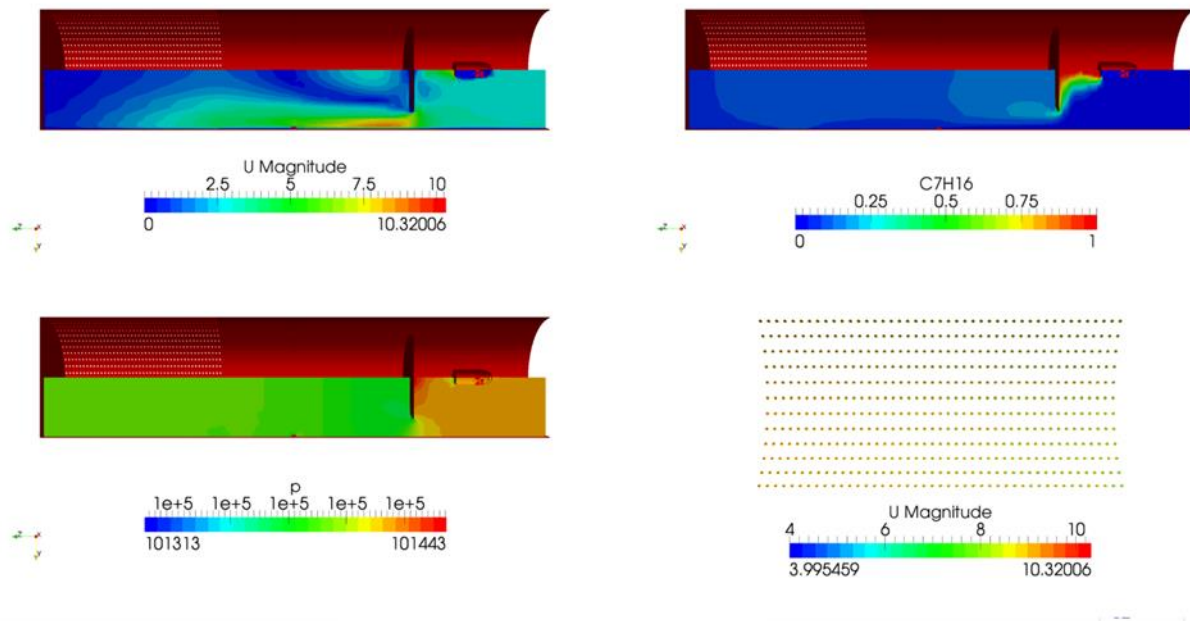 U Magnitude
2.5 5 7.5 10
0 10.32006
Z X
Y
C7H16
0.25 0.5 0.75
0 1
Z X
Y
p
1e+5 1e+5 1e+5 1e+5 1e+5
101313 101443
Z X
Y
U Magnitude
4 6 8 10
3.995459 10.32006